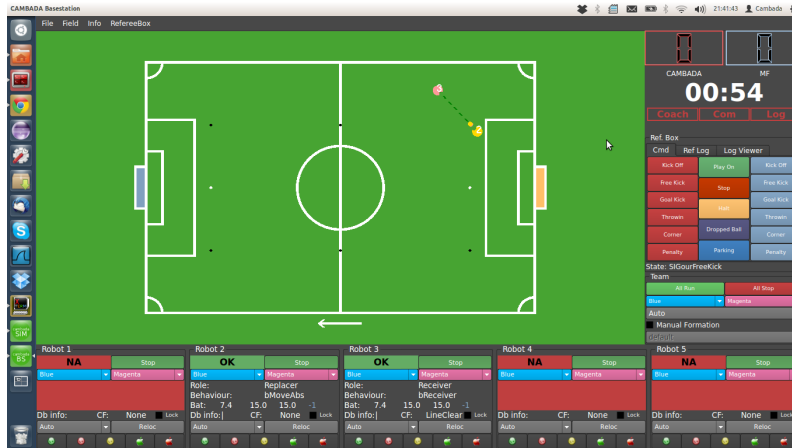 CAMBADA Basestation
21:41:43 Cambada
File Field Info RefereeBox
0 0
CAMBADA MF
00:54
Coach Com Log
Ref. Box
Cmd Ref Log Log Viewer
Kick Off Play On Kick Off
Free Kick Stop Free Kick
Goal Kick Halt Goal Kick
Throwin Throwin
Corner Dropped Ball Corner
Penalty Parking Penalty
State: SIGourFreeKick
Team
All Run All Stop
Blue Magenta
Auto
Manual Formation
default
SIM
BS
Robot 1 Robot 2 Robot 3 Robot 4 Robot 5
NA Stop OK Stop OK Stop NA Stop NA Stop
Blue Magenta Blue Magenta Blue Magenta Blue Magenta Blue Magenta
Role: Replacer Role: Receiver
Behaviour: bMoveAbs Behaviour: bReceiver
Bat: 7.4 15.0 15.0 -1 Bat: 7.4 15.0 15.0 -1
Db info: CF: None Lock Db info:| CF: None Lock Db info:| CF: LineClear Lock Db info: CF: None Lock Db info: CF: None Lock
Auto Reloc Auto Reloc Auto Reloc Auto Reloc Auto Reloc